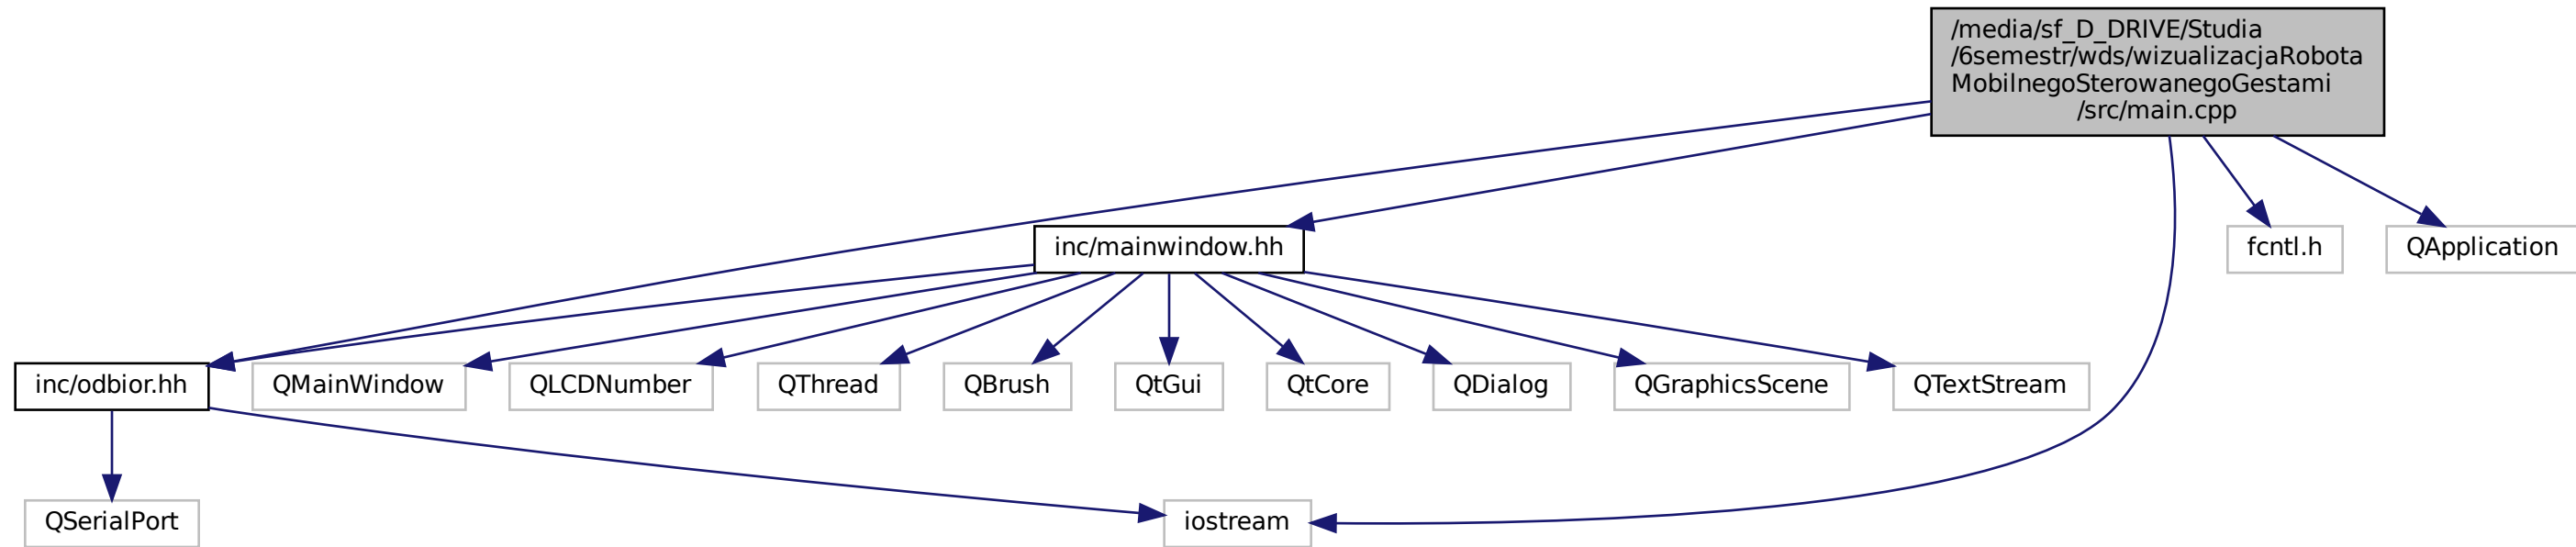 /media/sf_D_DRIVE/Studia
/6semestr/wds/wizualizacjaRobota
MobilnegoSterowanegoGestami
/src/main.cpp
inc/mainwindow.hh
fcntl.h
QApplication
inc/odbior.hh
QMainWindow
QLCDNumber
QThread
QBrush
QtGui
QtCore
QDialog
QGraphicsScene
QTextStream
QSerialPort
iostream